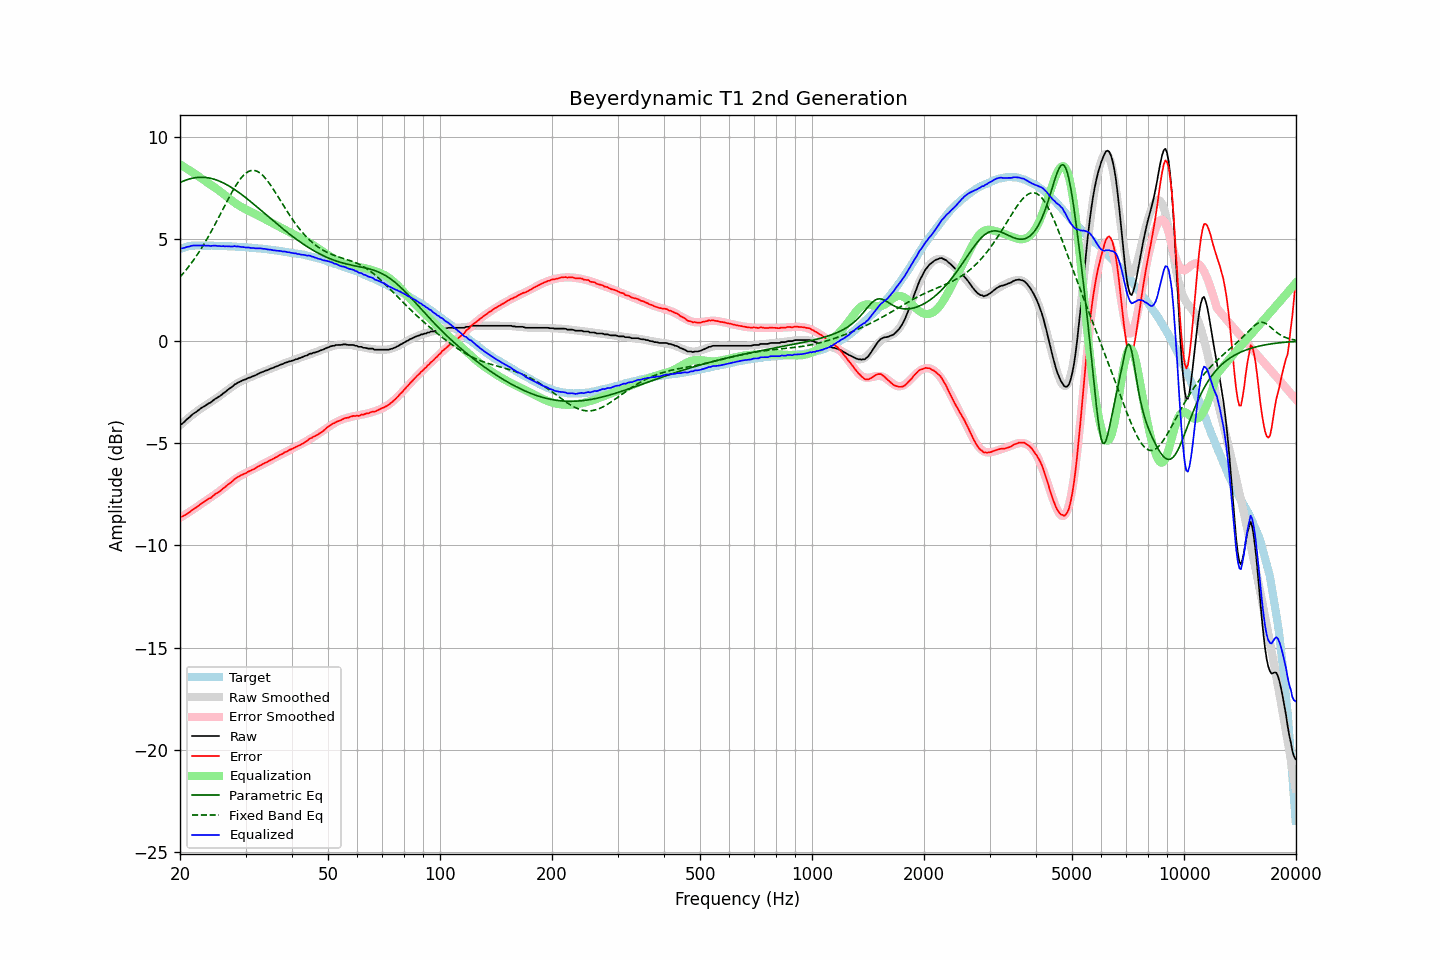 Beyerdynamic T1 2nd Generation
10
5
0
−5
−10
−15
−20
−25
Amplitude (dBr)
Target
Raw Smoothed
Error Smoothed
Raw
Error
Equalization
Parametric Eq
Fixed Band Eq
Equalized
20 50 100 200 500 1000 2000 5000 10000 20000
Frequency (Hz)